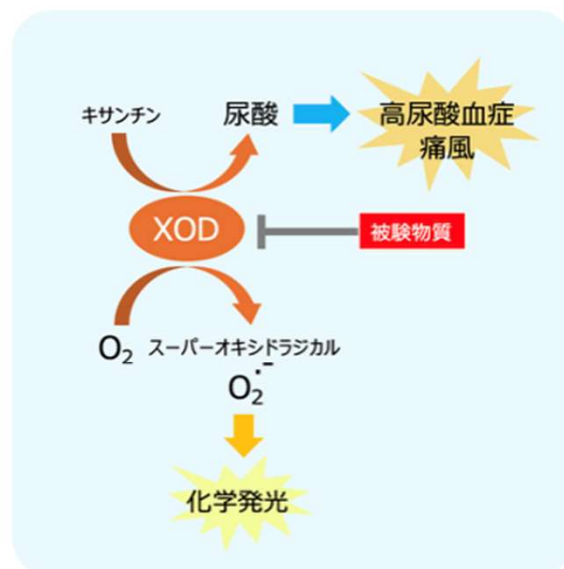 キサンチン
尿酸
高尿酸血症
痛風
XOD
被験物質
O₂
スーパーオキシドラジカル
O₂·⁻
化学発光